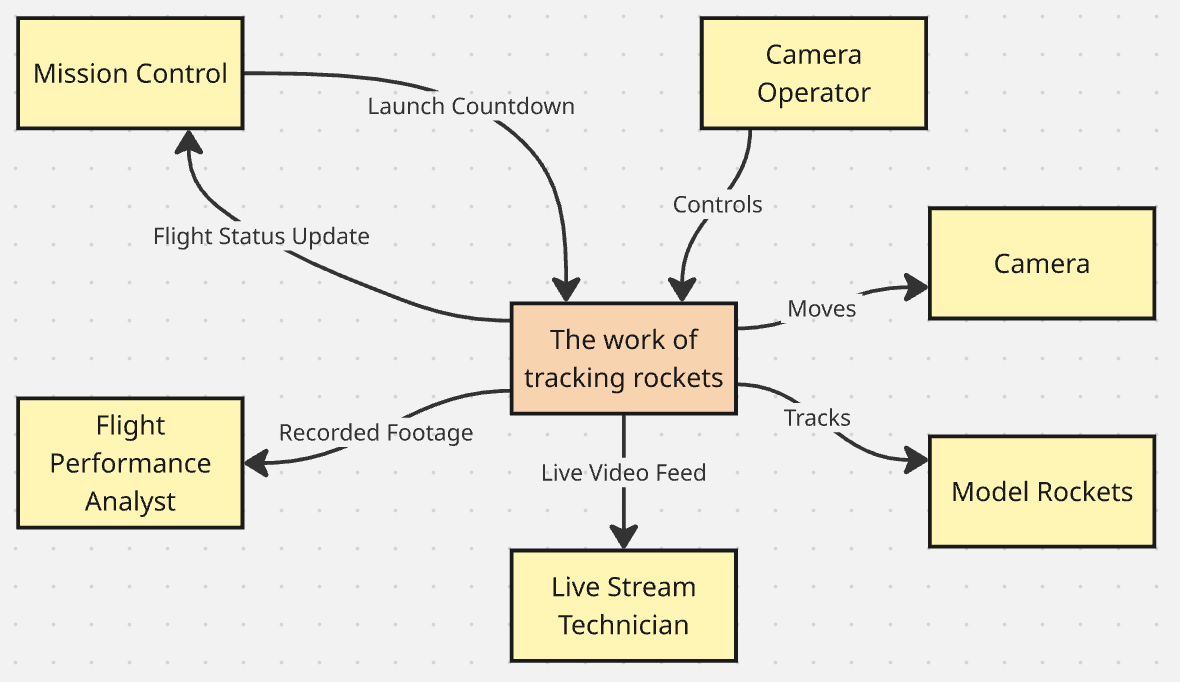 Mission Control
Camera
Operator
Launch Countdown
Controls
Flight Status Update
Camera
Moves
The work of
tracking rockets
Flight
Performance
Analyst
Recorded Footage
Tracks
Live Video Feed
Model Rockets
Live Stream
Technician